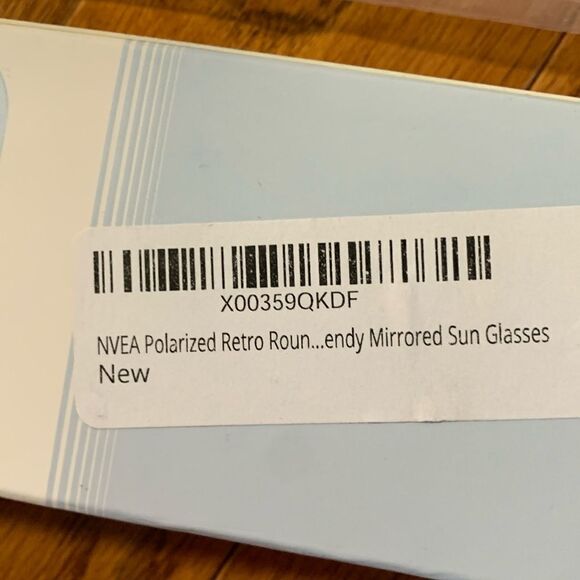 X00359QKDF
NVEA Polarized Retro Roun...endy Mirrored Sun Glasses
New